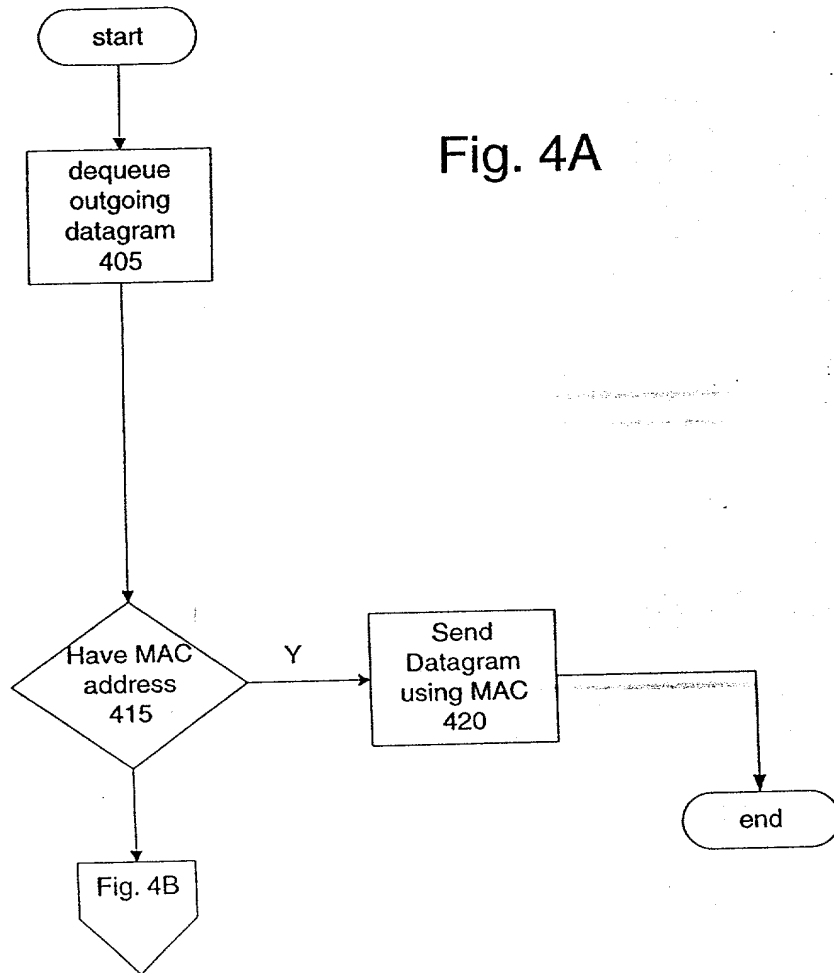 start
Fig. 4A
dequeue
outgoing
datagram
405
Have MAC
address
415
Y
Send
Datagram
using MAC
420
end
Fig. 4B